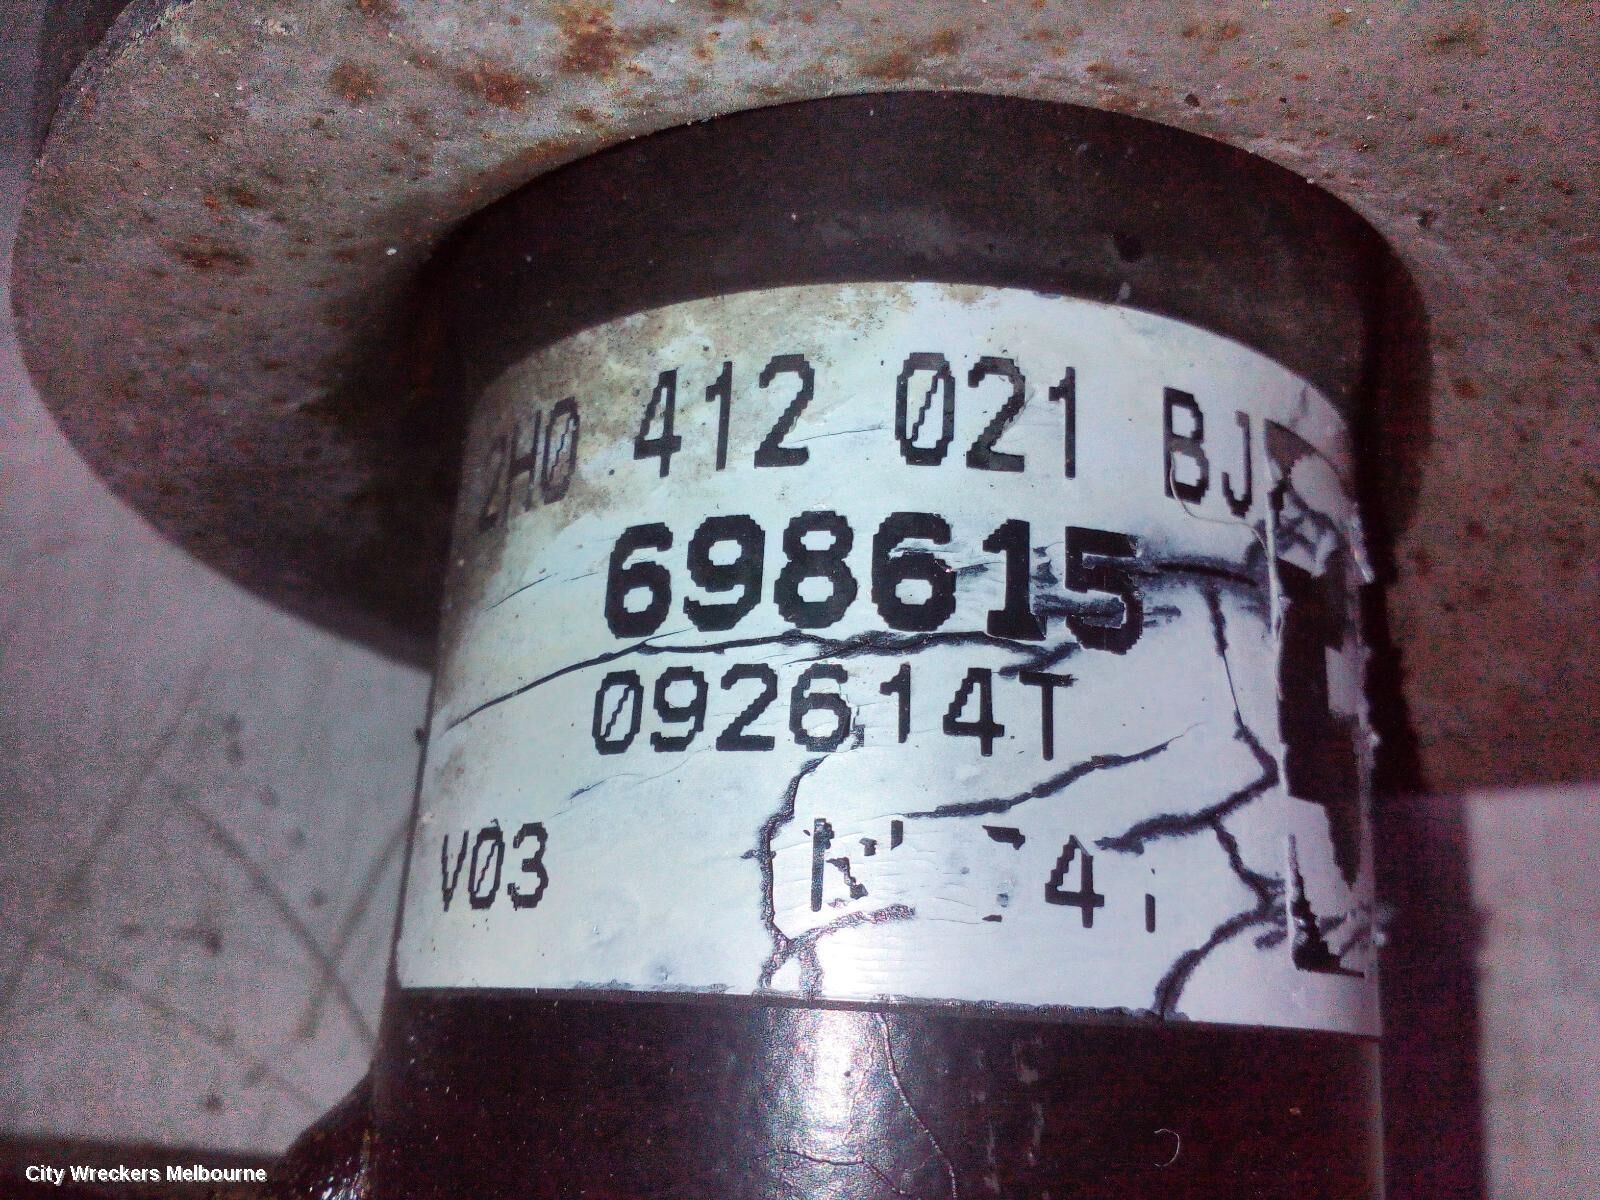 2H0 412 021 BJ
698615
092614T
V03
City Wreckers Melbourne